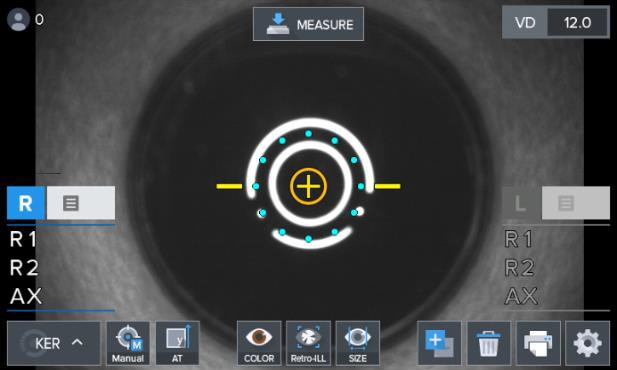 0
MEASURE
VD 12.0
R
L
R1
R1
R2
R2
AX
AX
KER
M
Manual
y
AT
COLOR
Retro-ILL
SIZE